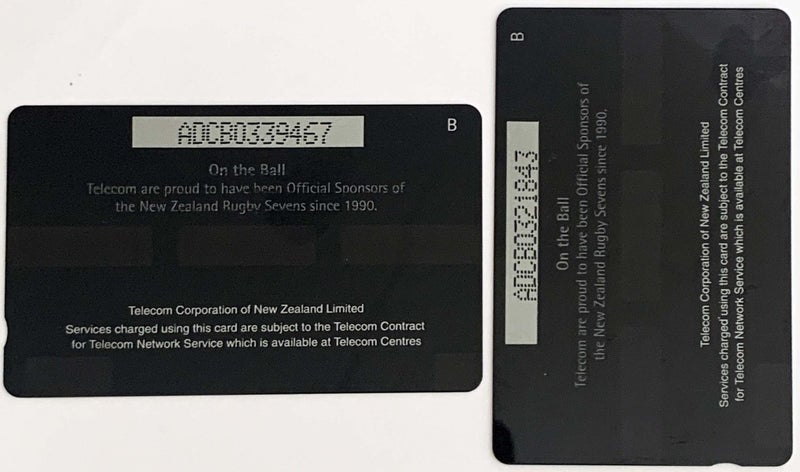 ADCB0339467
B
On the Ball
Telecom are proud to have been Official Sponsors of
the New Zealand Rugby Sevens since 1990.
Telecom Corporation of New Zealand Limited
Services charged using this card are subject to the Telecom Contract
for Telecom Network Service which is available at Telecom Centres
B
ADCB0321843
On the Ball
Telecom are proud to have been Official Sponsors of
the New Zealand Rugby Sevens since 1990.
Telecom Corporation of New Zealand Limited
Services charged using this card are subject to the Telecom Contract
for Telecom Network Service which is available at Telecom Centres